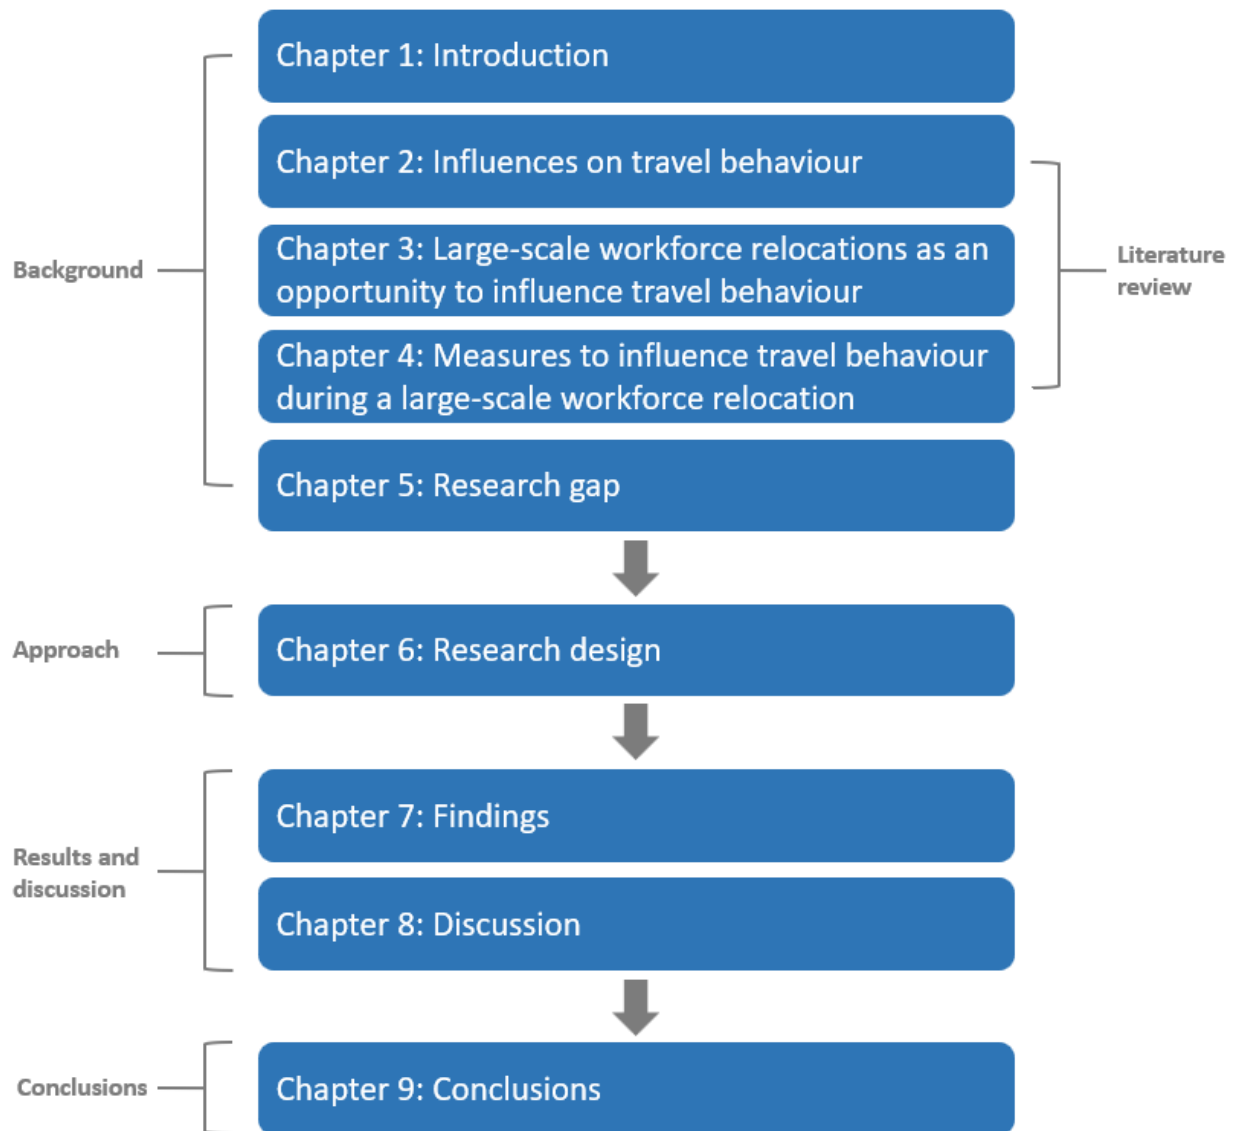 Chapter 1: Introduction
Chapter 2: Influences on travel behaviour
Background
Chapter 3: Large-scale workforce relocations as an
opportunity to influence travel behaviour
Literature
review
Chapter 4: Measures to influence travel behaviour
during a large-scale workforce relocation
Chapter 5: Research gap
Approach
Chapter 6: Research design
Chapter 7: Findings
Results and
discussion
Chapter 8: Discussion
Conclusions
Chapter 9: Conclusions